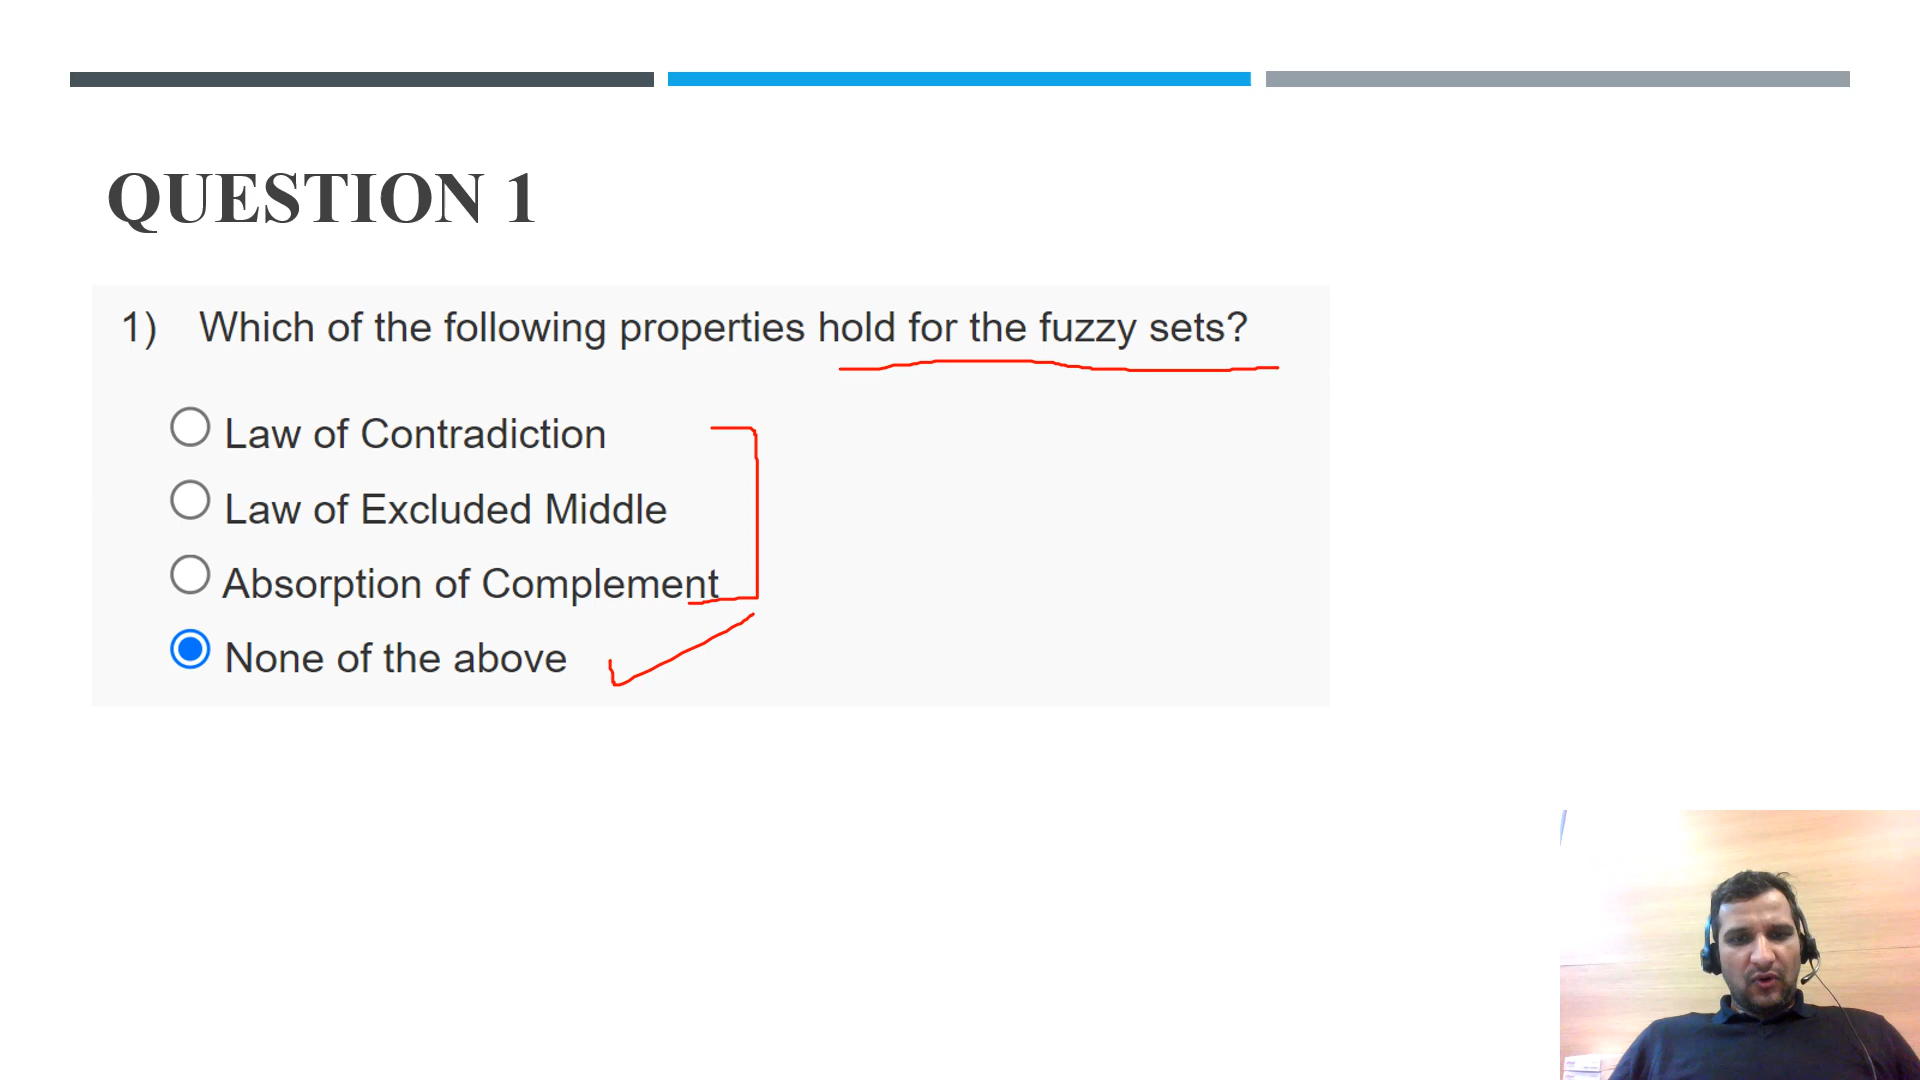 QUESTION 1
1) Which of the following properties hold for the fuzzy sets?
Law of Contradiction
Law of Excluded Middle
Absorption of Complement
None of the above